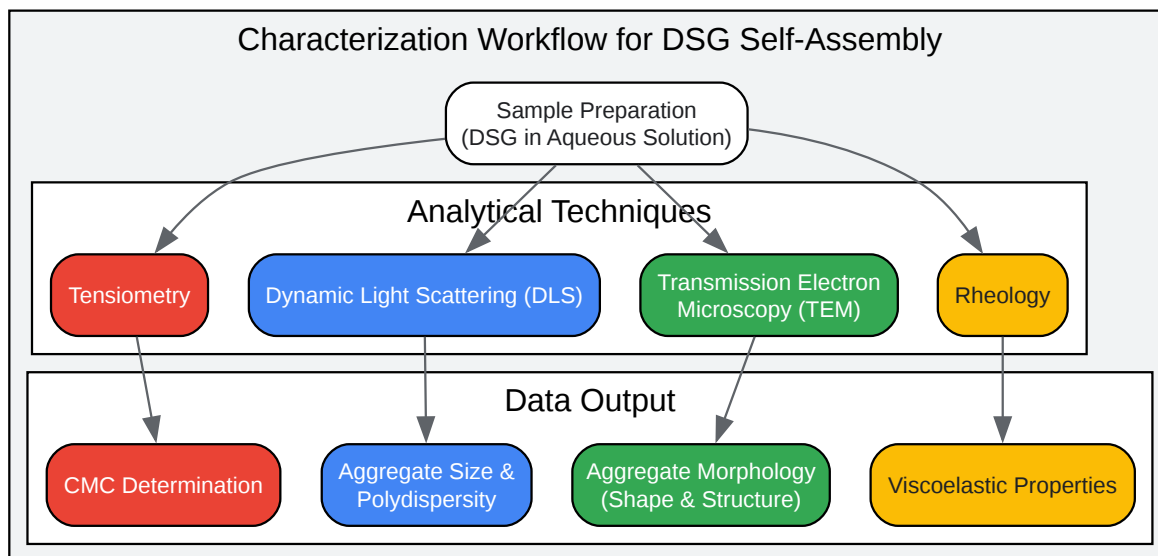 Characterization Workflow for DSG Self-Assembly
Sample Preparation
(DSG in Aqueous Solution)
Analytical Techniques
Tensiometry
Dynamic Light Scattering (DLS)
Transmission Electron
Microscopy (TEM)
Rheology
Data Output
CMC Determination
Aggregate Size &
Polydispersity
Aggregate Morphology
(Shape & Structure)
Viscoelastic Properties